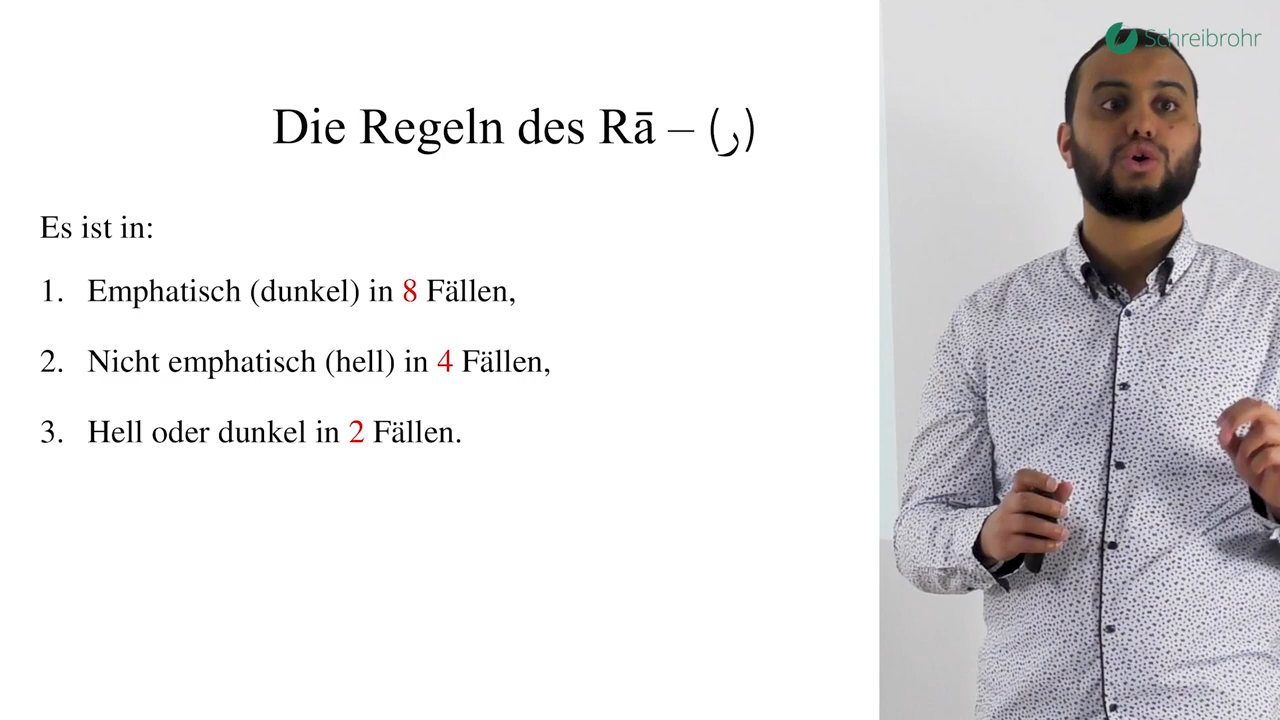 Schreibrohr
Die Regeln des Rā – (ر)
Es ist in:
1. Emphatisch (dunkel) in 8 Fällen,
2. Nicht emphatisch (hell) in 4 Fällen,
3. Hell oder dunkel in 2 Fällen.